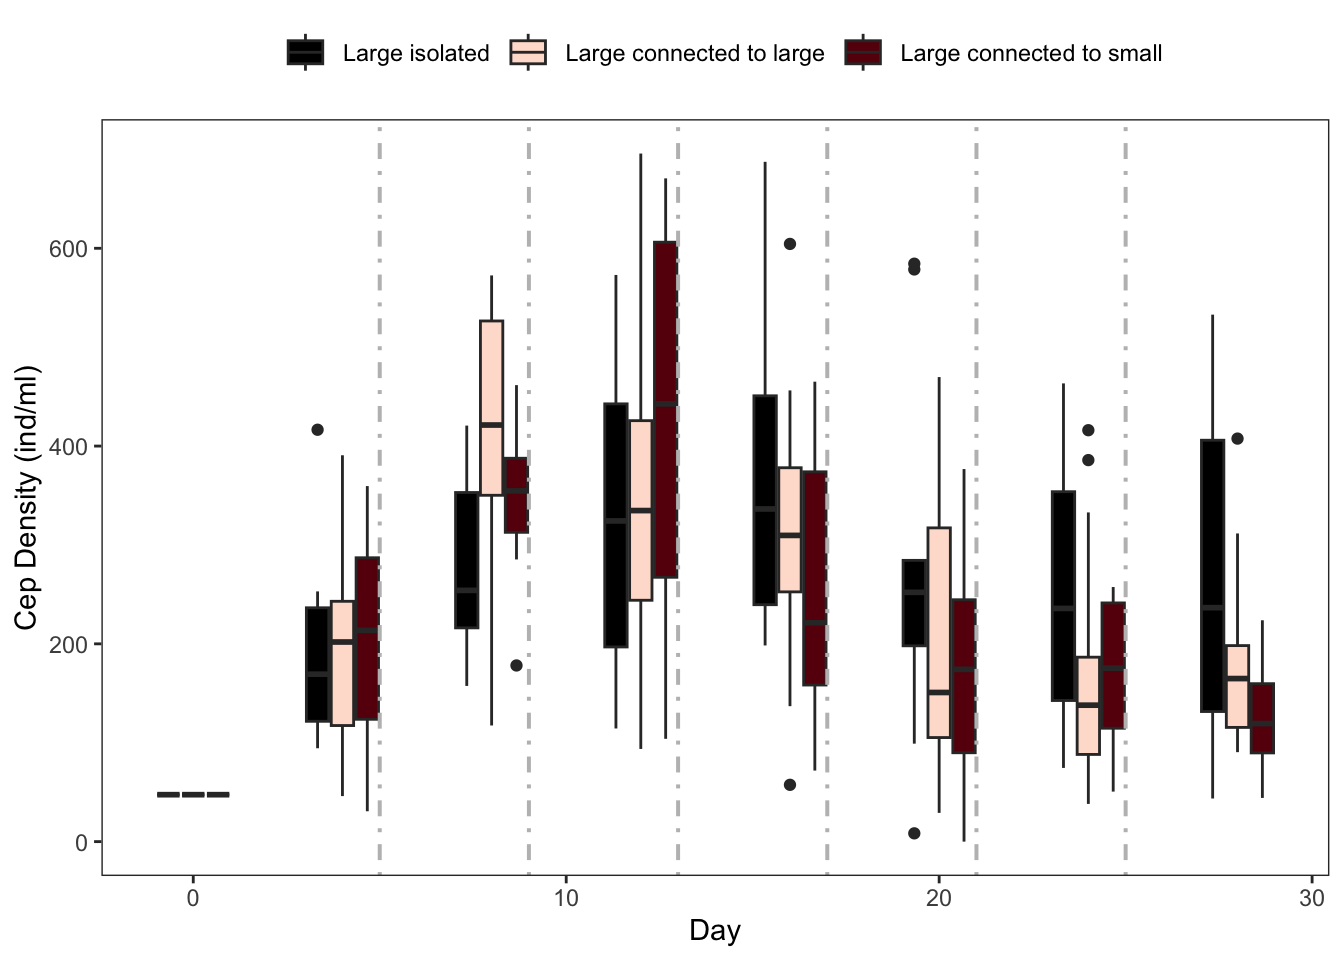 Large isolated Large connected to large Large connected to small
Cep Density (ind/ml)
600
400
200
0
0 10 20 30
Day